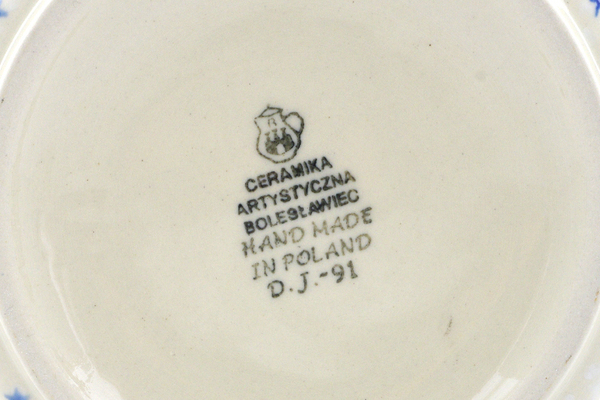 CERAMIKA
ARTYSTYCZNA
BOLESŁAWIEC
HAND MADE
IN POLAND
D.J.-91